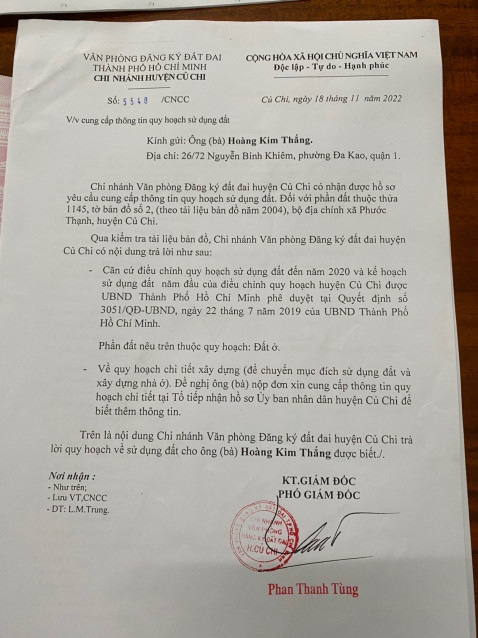 VĂN PHÒNG ĐĂNG KÝ ĐẤT ĐAI
THÀNH PHỐ HỒ CHÍ MINH
CHI NHÁNH HUYỆN CỦ CHI
CỘNG HÒA XÃ HỘI CHỦ NGHĨA VIỆT NAM
Độc lập - Tự do - Hạnh phúc
Số: 5548 /CNCC
Củ Chi, ngày 18 tháng 11 năm 2022
V/v cung cấp thông tin quy hoạch sử dụng đất
Kính gửi: Ông (bà) Hoàng Kim Thắng.
Địa chỉ: 26/72 Nguyễn Bỉnh Khiêm, phường Đa Kao, quận 1.
Chi nhánh Văn phòng Đăng ký đất đai huyện Củ Chi có nhận được hồ sơ
yêu cầu cung cấp thông tin quy hoạch sử dụng đất. Đối với phần đất thuộc thửa
1145, tờ bản đồ số 2, (theo tài liệu bản đồ năm 2004), bộ địa chính xã Phước
Thạnh, huyện Củ Chi.
Qua kiểm tra tài liệu bản đồ, Chi nhánh Văn phòng Đăng ký đất đai huyện
Củ Chi có nội dung trả lời như sau:
- Căn cứ điều chỉnh quy hoạch sử dụng đất đến năm 2020 và kế hoạch
sử dụng đất năm đầu của điều chỉnh quy hoạch huyện Củ Chi được
UBND Thành Phố Hồ Chí Minh phê duyệt tại Quyết định số
3051/QĐ-UBND, ngày 22 tháng 7 năm 2019 của UBND Thành Phố
Hồ Chí Minh.
Phần đất nêu trên thuộc quy hoạch: Đất ở.
- Về quy hoạch chi tiết xây dựng (để chuyển mục đích sử dụng đất và
xây dựng nhà ở). Đề nghị ông (bà) nộp đơn xin cung cấp thông tin quy
hoạch chi tiết tại Tổ tiếp nhận hồ sơ Ủy ban nhân dân huyện Củ Chi để
biết thêm thông tin.
Trên là nội dung Chi nhánh Văn phòng Đăng ký đất đai huyện Củ Chi trả
lời quy hoạch về sử dụng đất cho ông (bà) Hoàng Kim Thắng được biết./.
Nơi nhận :
- Như trên;
- Lưu VT,CNCC
- DT: L.M.Trung.
KT.GIÁM ĐỐC
PHÓ GIÁM ĐỐC
CHI NHÁNH
VĂN PHÒNG
ĐĂNG KÝ ĐẤT ĐAI
H.CỦ CHI
Phan Thanh Tùng